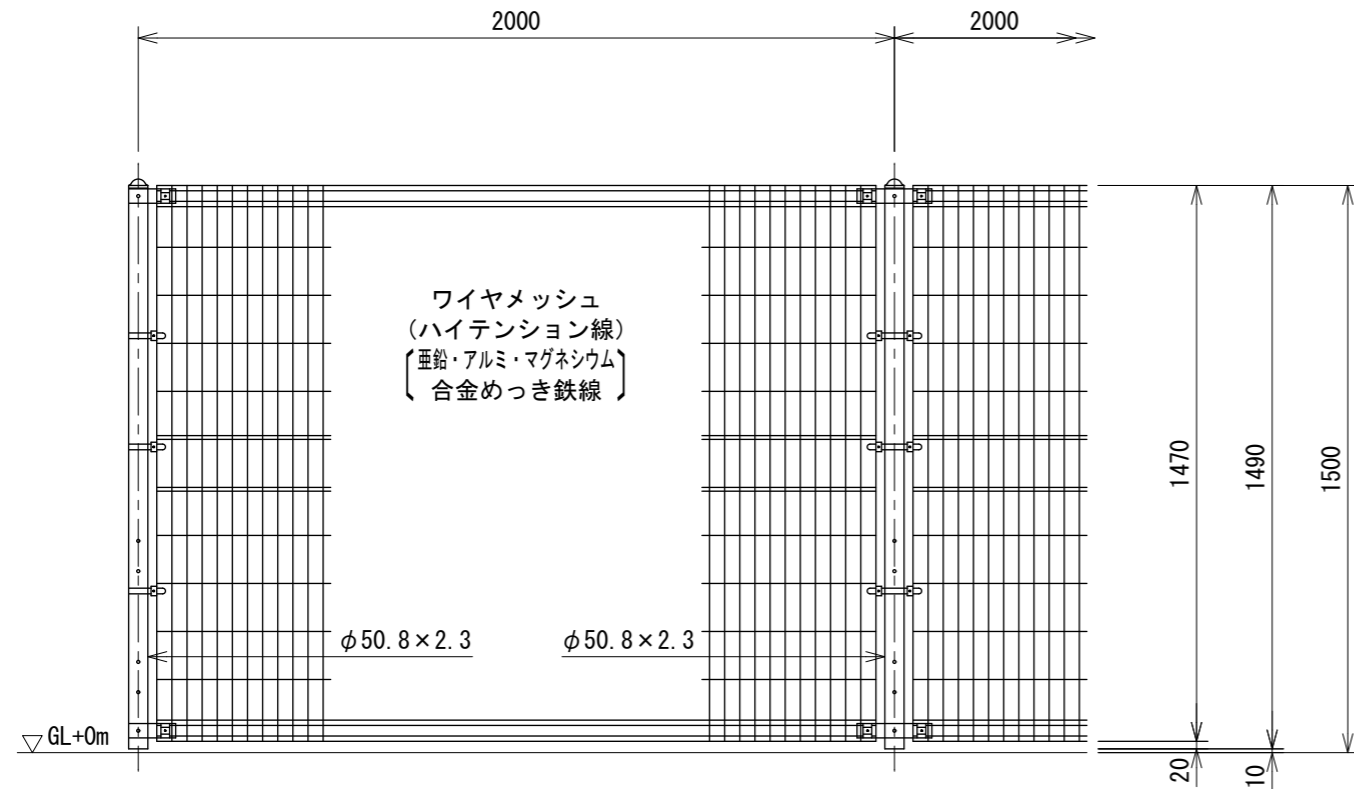 2000
2000
ワイヤメッシュ
(ハイテンション線)
亜鉛・アルミ・マグネシウム
合金めっき鉄線
φ50.8×2.3
φ50.8×2.3
1470
1490
1500
GL+0m
20
10